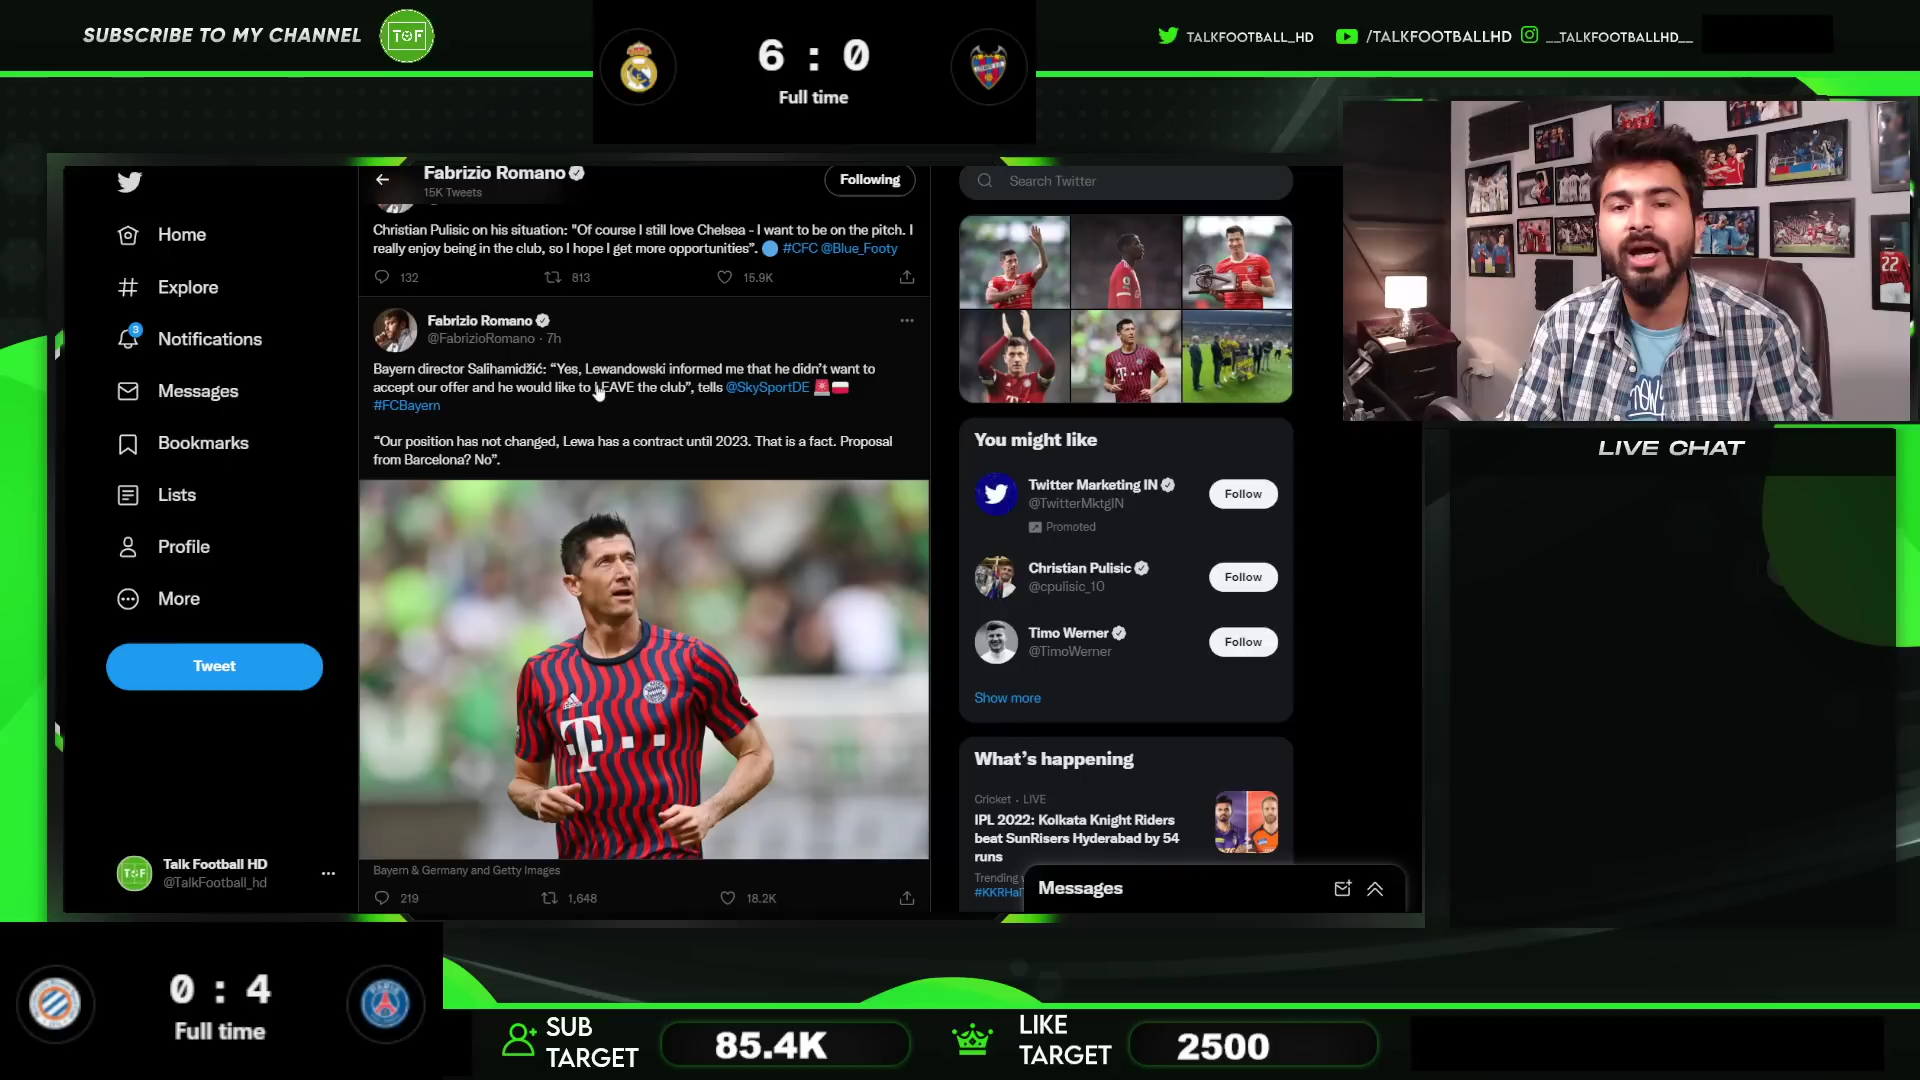 SUBSCRIBE TO MY CHANNEL
TOF
6 : 0
Full time
TALKFOOTBALL_HD
/TALKFOOTBALLHD
__TALKFOOTBALLHD__
Fabrizio Romano
15K Tweets
Following
Search Twitter
Home
Explore
3
Notifications
Messages
Bookmarks
Lists
Profile
More
Tweet
Talk Football HD
@TalkFootball_hd
Christian Pulisic on his situation: "Of course I still love Chelsea - I want to be on the pitch. I
really enjoy being in the club, so I hope I get more opportunities”. #CFC @Blue_Footy
132
813
15.9K
Fabrizio Romano
@FabrizioRomano · 7h
Bayern director Salihamidžić: “Yes, Lewandowski informed me that he didn’t want to
accept our offer and he would like to LEAVE the club”, tells @SkySportDE
#FCBayern
“Our position has not changed, Lewa has a contract until 2023. That is a fact. Proposal
from Barcelona? No”.
T
Bayern & Germany and Getty Images
219
1,648
18.2K
You might like
Twitter Marketing IN
@TwitterMktgIN
Promoted
Follow
Christian Pulisic
@cpulisic_10
Follow
Timo Werner
@TimoWerner
Follow
Show more
What’s happening
Cricket · LIVE
IPL 2022: Kolkata Knight Riders
beat SunRisers Hyderabad by 54
runs
Trending
Messages
22
LIVE CHAT
0 : 4
Full time
SUB
TARGET
85.4K
LIKE
TARGET
2500